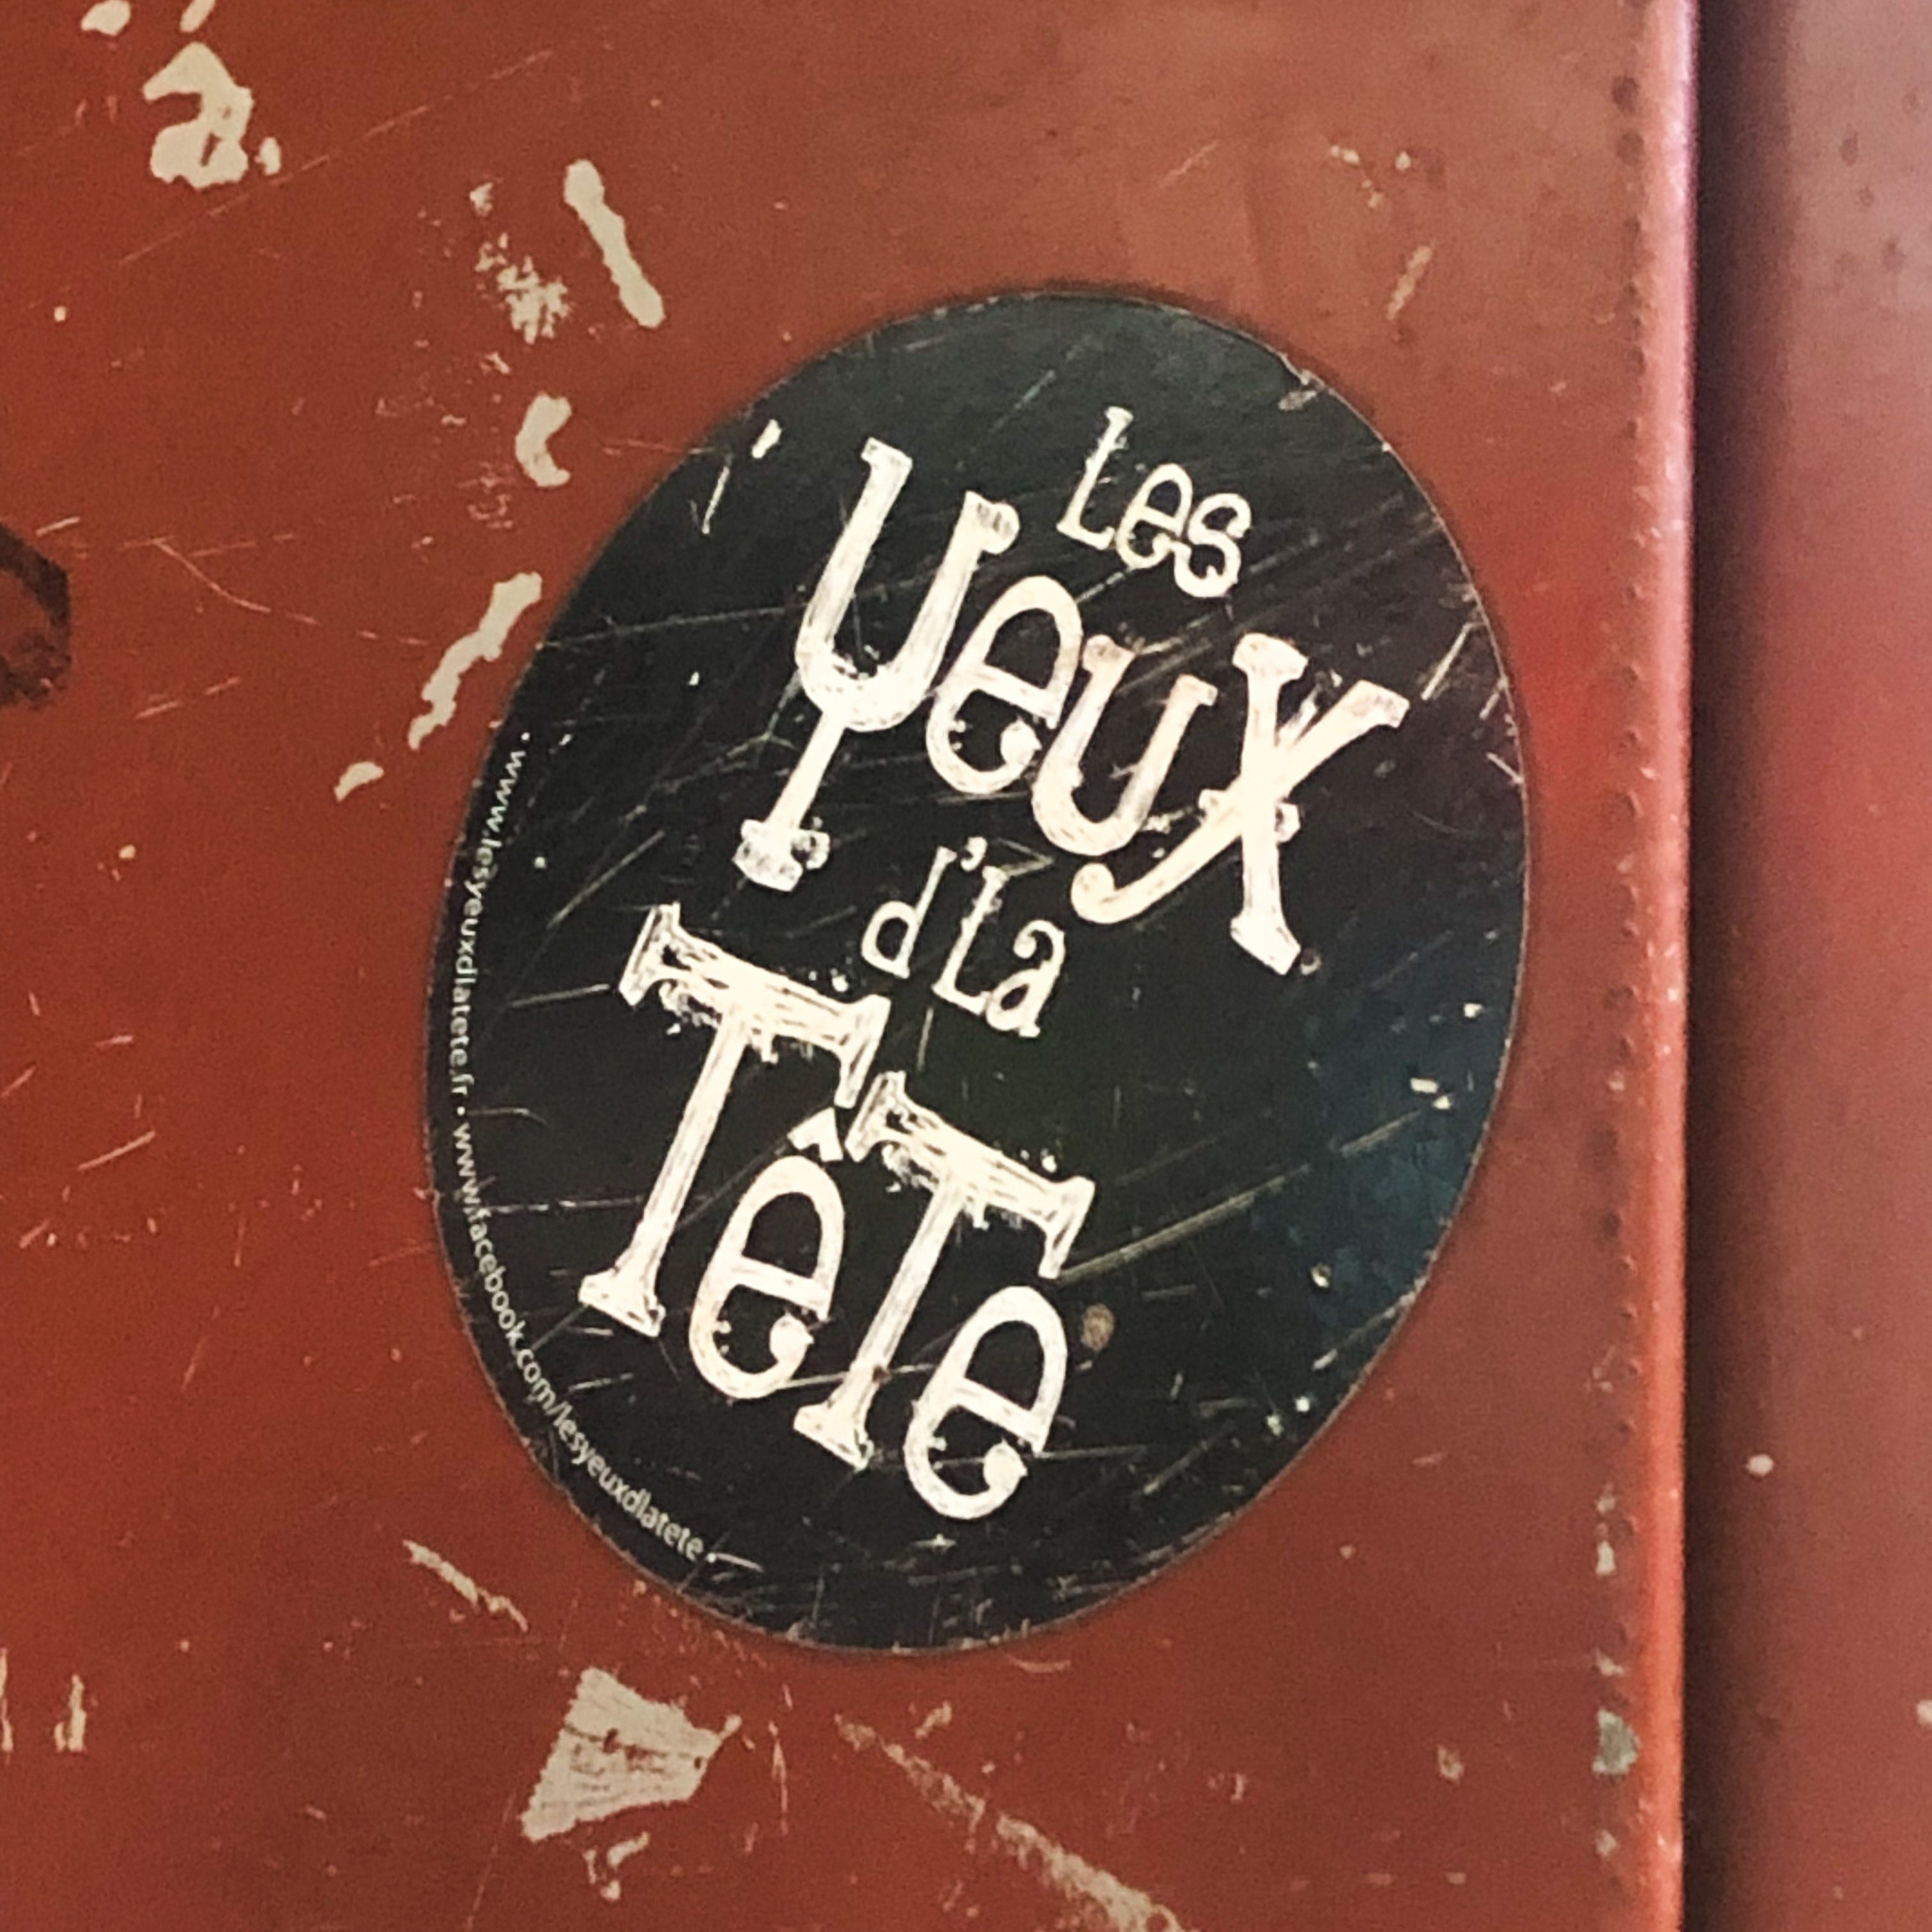 Les
Yeux
d'La
TêTe
• www.lesyeuxdlatete.fr • www.facebook.com/lesyeuxdlatete •